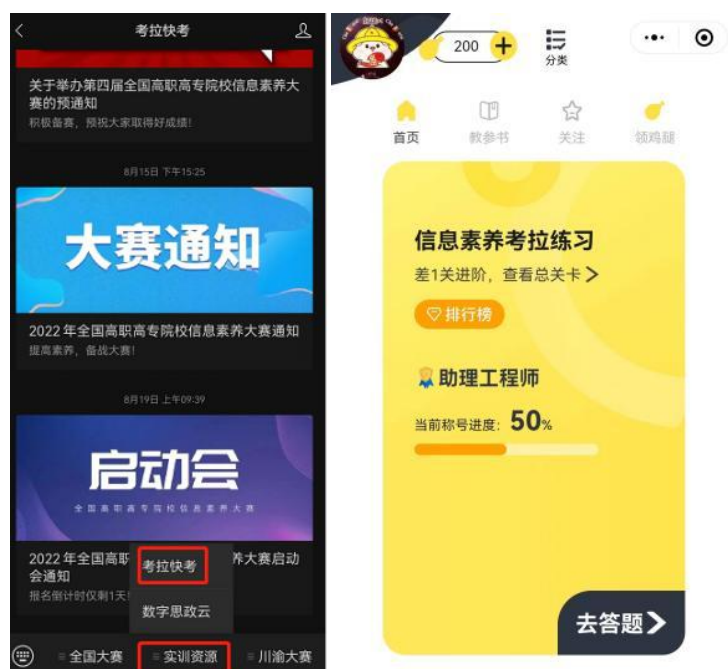 考拉快考
关于举办第四届全国高职高专院校信息素养大
赛的预通知
积极备赛，预祝大家取得好成绩！
8月15日 下午15:25
大赛通知
2022年全国高职高专院校信息素养大赛通知
提高素养，备战大赛！
8月19日 上午09:39
启动会
全国高职高专院校信息素养大赛
2022年全国高职
养大赛启动
会通知
报名倒计时仅剩1天
考拉快考
数字思政云
全国大赛
实训资源
川渝大赛
200
分类
首页
教参书
关注
领鸡腿
信息素养考拉练习
差1关进阶，查看总关卡>
排行榜
助理工程师
当前称号进度：50%
去答题